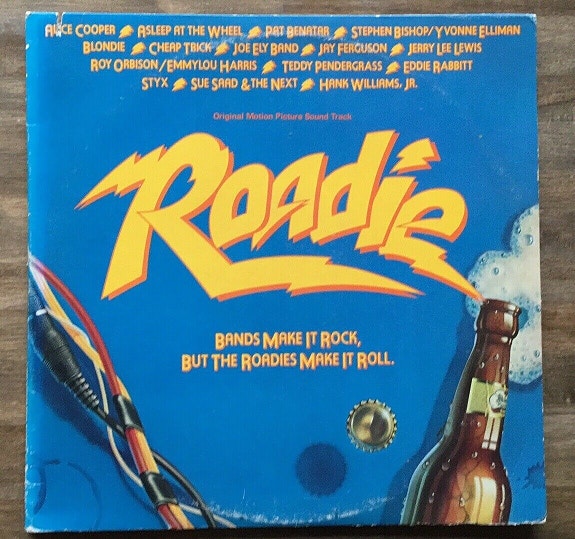 ALICE COOPER ASLEEP AT THE WHEEL PAT BENATAR STEPHEN BISHOP/YVONNE ELLIMAN
BLONDIE CHEAP TRICK JOE ELY BAND JAY FERGUSON JERRY LEE LEWIS
ROY ORBISON/EMMYLOU HARRIS TEDDY PENDERGRASS EDDIE RABBITT
STYX SUE SAAD & THE NEXT HANK WILLIAMS, JR.
Original Motion Picture Sound Track
Roadie
BANDS MAKE IT ROCK,
BUT THE ROADIES MAKE IT ROLL.